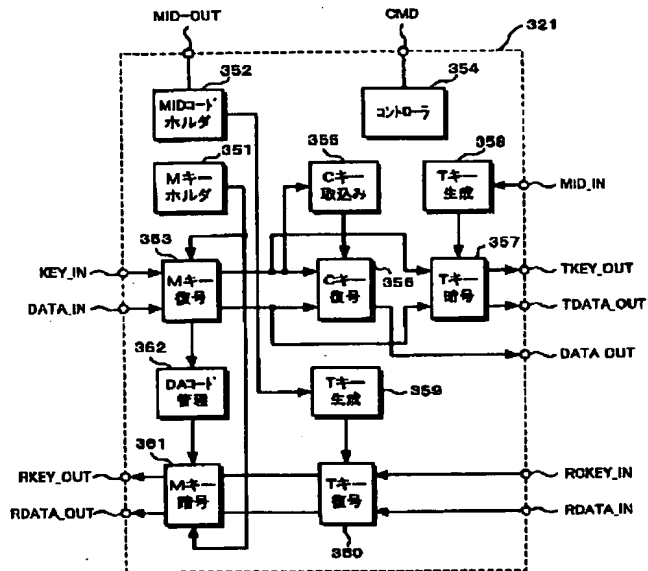 MID-OUT
CMD
321
352
MIDコード
ホルダ
354
コントローラ
351
Mキー
ホルダ
355
Cキー
取込み
358
Tキー
生成
MID_IN
353
KEY_IN
DATA_IN
Mキー
復号
Cキー
復号
356
357
Tキー
暗号
TKEY_OUT
TDATA_OUT
DATA OUT
362
DAコード
管理
Tキー
生成
359
361
RKEY_OUT
RDATA_OUT
Mキー
暗号
Tキー
復号
360
ROKEY_IN
RDATA_IN